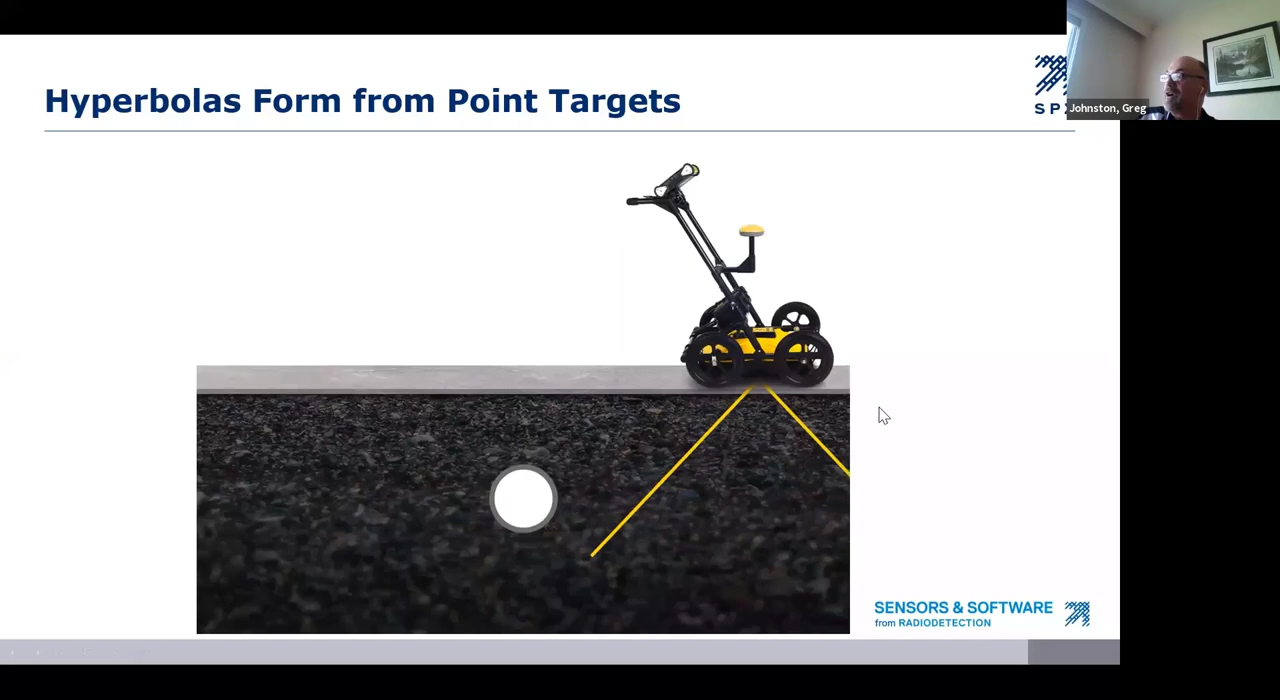 Hyperbolas Form from Point Targets
SP
Johnston, Greg
SENSORS & SOFTWARE
from RADIODETECTION